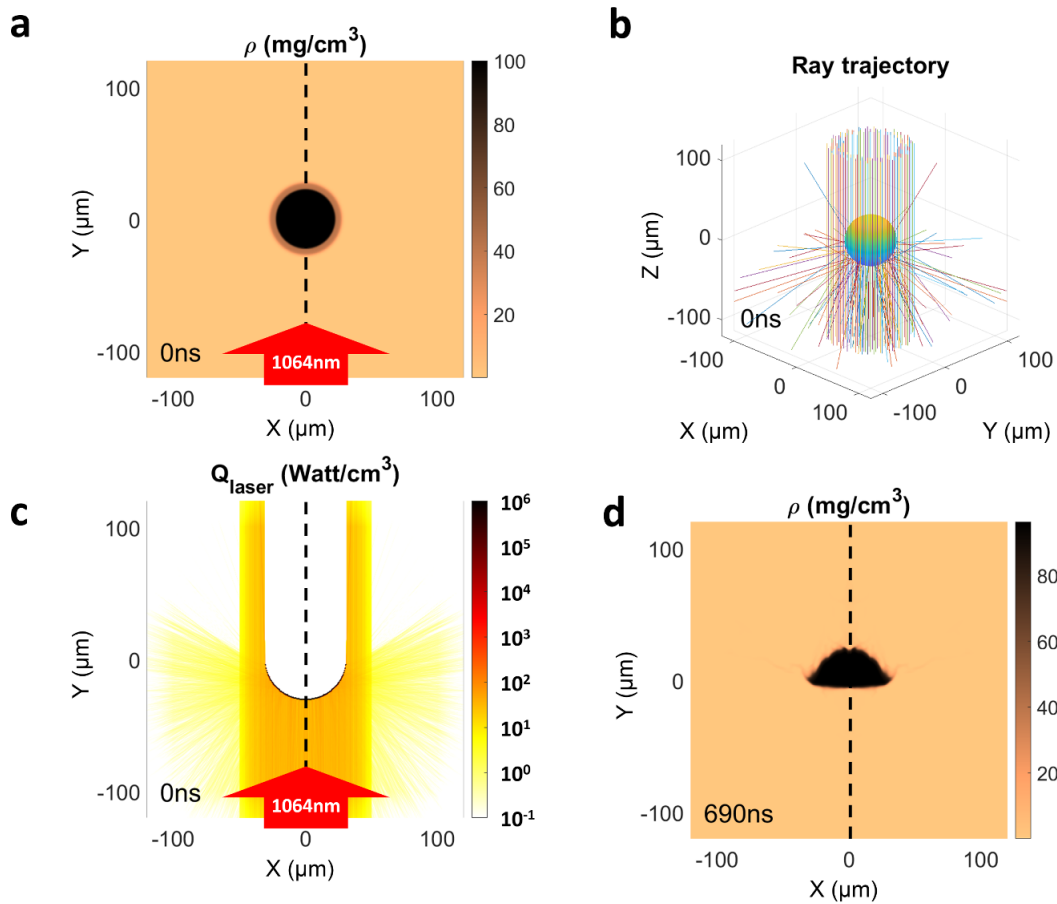 a
ρ (mg/cm³)
100
80
60
40
20
Y (µm)
100
0
-100
0ns
1064nm
-100
0
100
X (µm)
b
Ray trajectory
Z (µm)
100
0
-100
0ns
-100
0
100
X (µm)
100
0
-100
Y (µm)
c
Q_laser (Watt/cm³)
10⁶
10⁵
10⁴
10³
10²
10¹
10⁰
10⁻¹
Y (µm)
100
0
-100
0ns
1064nm
-100
0
100
X (µm)
d
ρ (mg/cm³)
80
60
40
20
Y (µm)
100
0
-100
690ns
-100
0
100
X (µm)